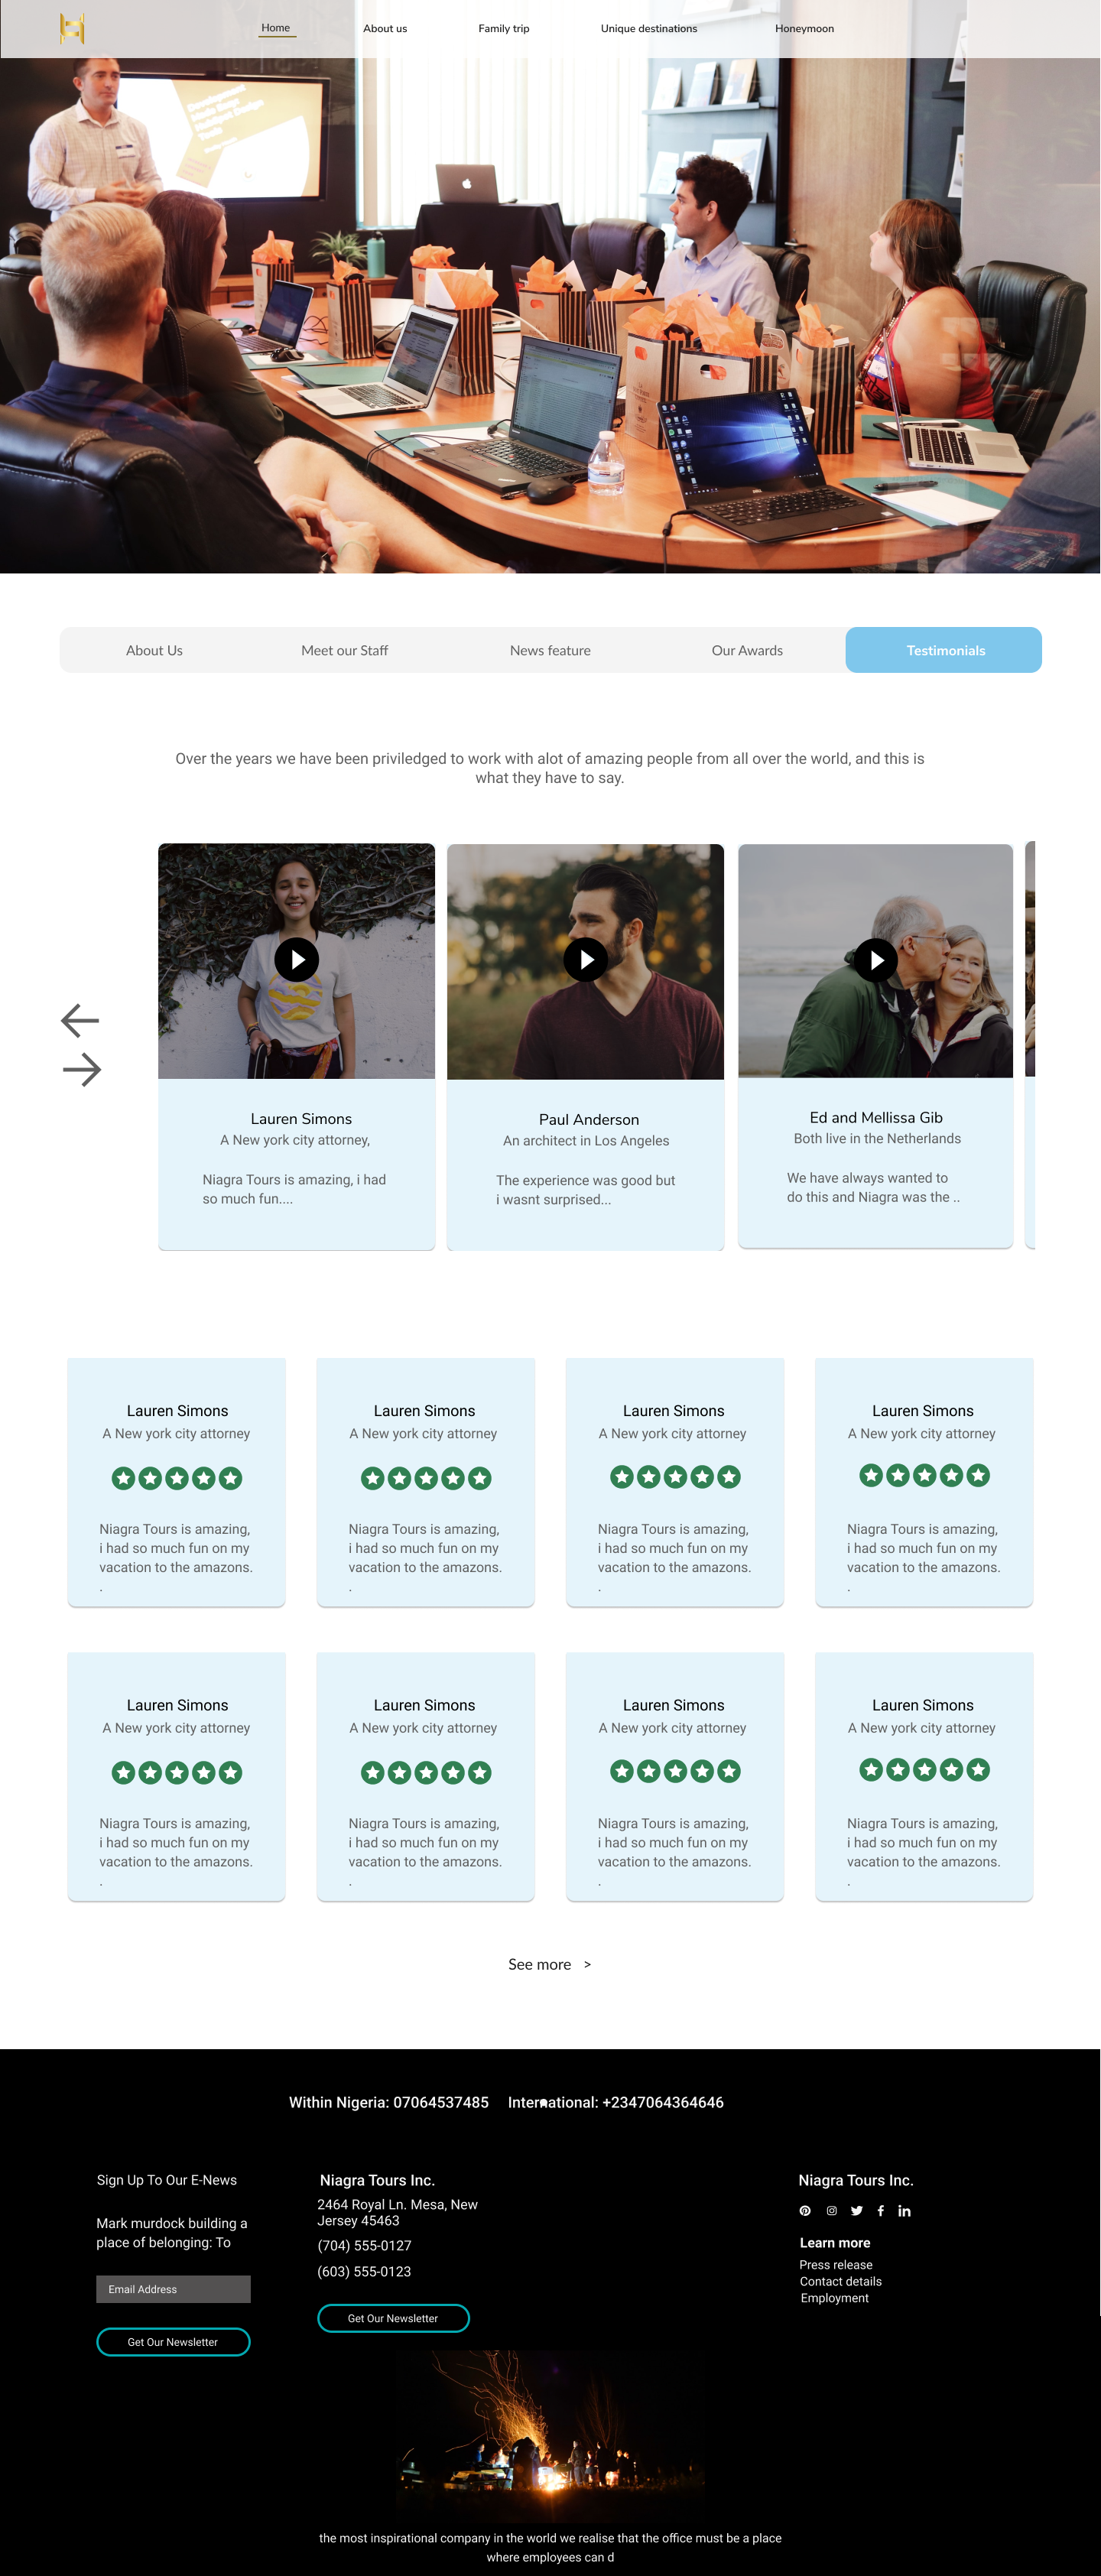 Home
About us
Family trip
Unique destinations
Honeymoon
About Us
Meet our Staff
News feature
Our Awards
Testimonials
Over the years we have been priviledged to work with alot of amazing people from all over the world, and this is
what they have to say.
Lauren Simons
A New york city attorney,
Niagra Tours is amazing, i had
so much fun....
Paul Anderson
An architect in Los Angeles
The experience was good but
i wasnt surprised...
Ed and Mellissa Gib
Both live in the Netherlands
We have always wanted to
do this and Niagra was the ..
Lauren Simons
A New york city attorney
Niagra Tours is amazing,
i had so much fun on my
vacation to the amazons.
.
Lauren Simons
A New york city attorney
Niagra Tours is amazing,
i had so much fun on my
vacation to the amazons.
.
Lauren Simons
A New york city attorney
Niagra Tours is amazing,
i had so much fun on my
vacation to the amazons.
.
Lauren Simons
A New york city attorney
Niagra Tours is amazing,
i had so much fun on my
vacation to the amazons.
.
Lauren Simons
A New york city attorney
Niagra Tours is amazing,
i had so much fun on my
vacation to the amazons.
.
Lauren Simons
A New york city attorney
Niagra Tours is amazing,
i had so much fun on my
vacation to the amazons.
.
Lauren Simons
A New york city attorney
Niagra Tours is amazing,
i had so much fun on my
vacation to the amazons.
.
Lauren Simons
A New york city attorney
Niagra Tours is amazing,
i had so much fun on my
vacation to the amazons.
.
See more >
Within Nigeria: 07064537485 International: +2347064364646
Sign Up To Our E-News
Mark murdock building a
place of belonging: To
Email Address
Get Our Newsletter
Niagra Tours Inc.
2464 Royal Ln. Mesa, New
Jersey 45463
(704) 555-0127
(603) 555-0123
Get Our Newsletter
Niagra Tours Inc.
Learn more
Press release
Contact details
Employment
the most inspirational company in the world we realise that the office must be a place
where employees can d